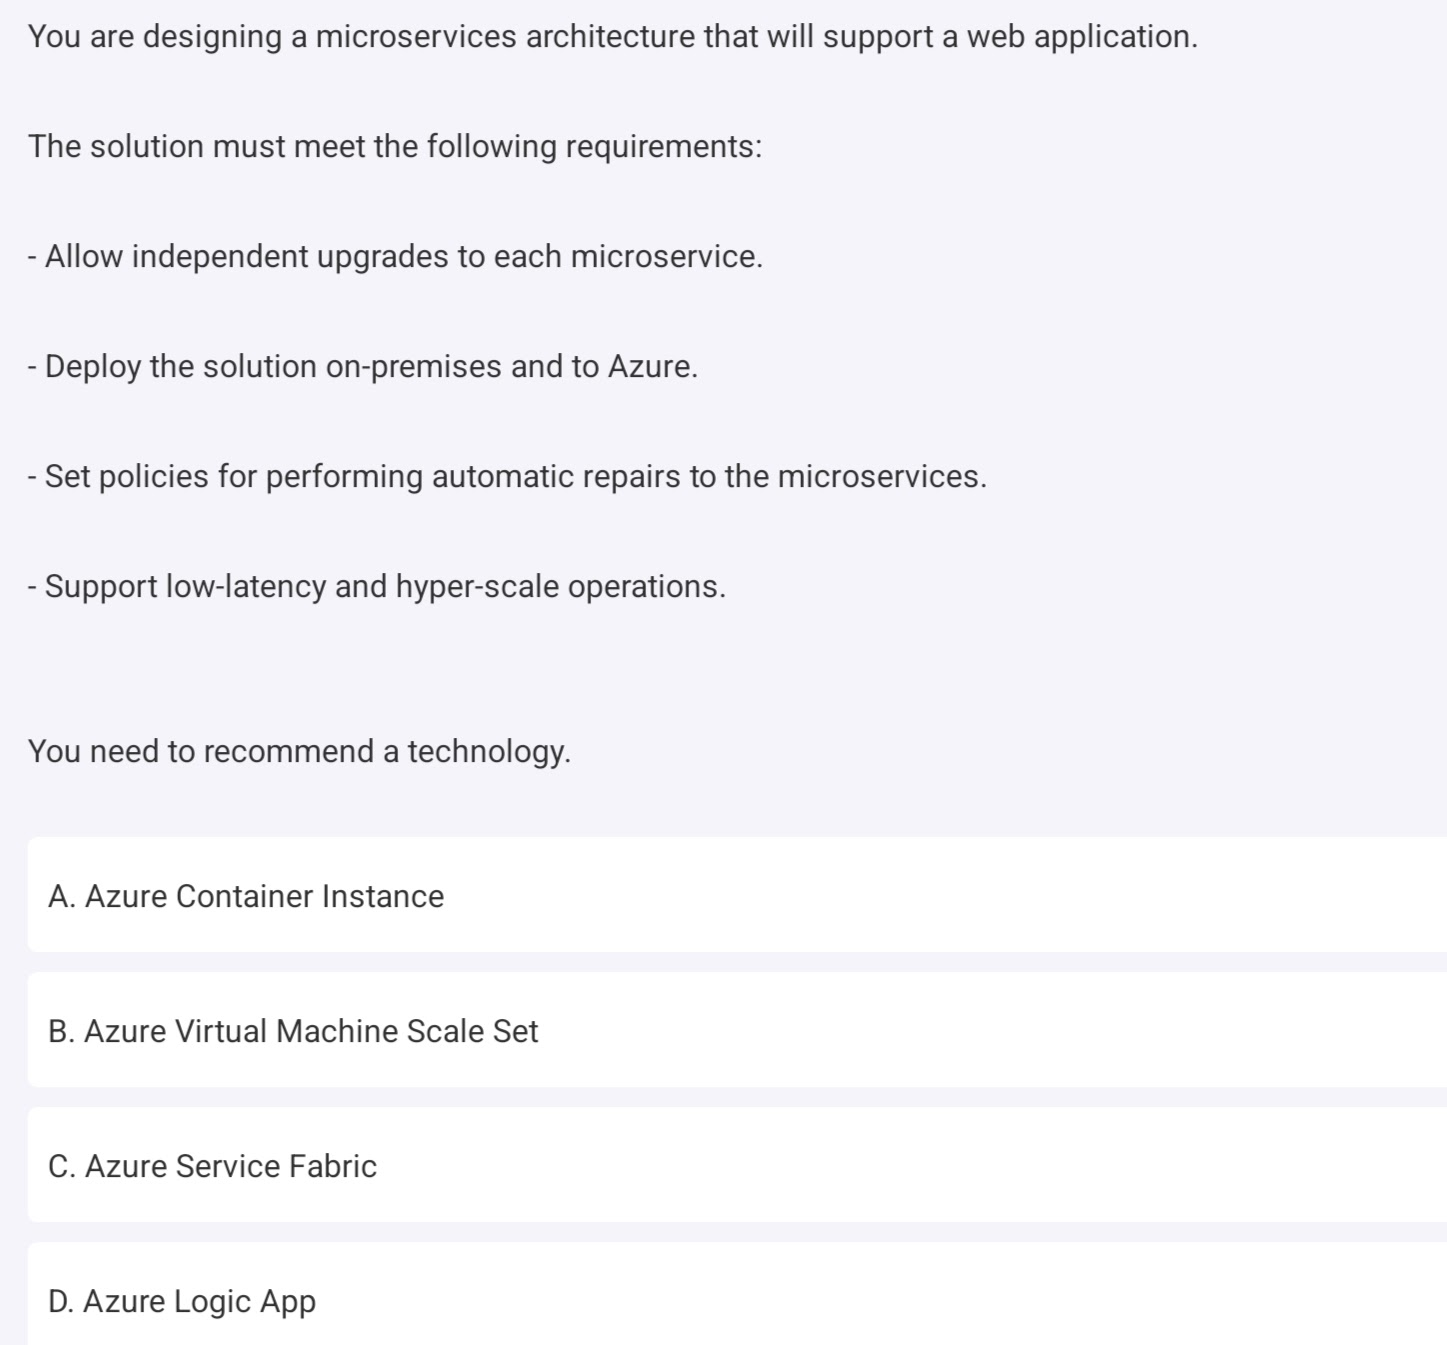 You are designing a microservices architecture that will support a web application.
The solution must meet the following requirements:
- Allow independent upgrades to each microservice.
- Deploy the solution on-premises and to Azure.
- Set policies for performing automatic repairs to the microservices.
- Support low-latency and hyper-scale operations.
You need to recommend a technology.
A. Azure Container Instance
B. Azure Virtual Machine Scale Set
C. Azure Service Fabric
D. Azure Logic App